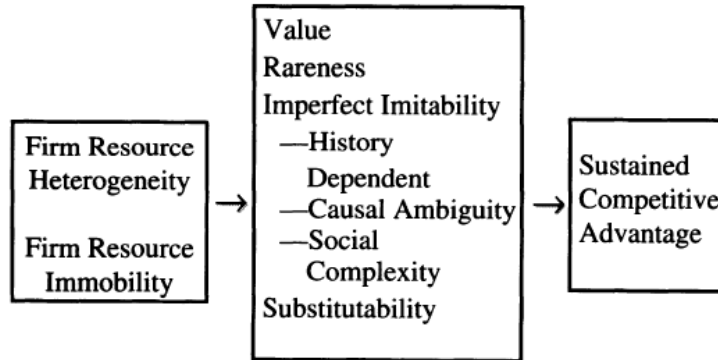 Firm Resource
Heterogeneity
Firm Resource
Immobility
Value
Rareness
Imperfect Imitability
—History
Dependent
—Causal Ambiguity
—Social
Complexity
Substitutability
Sustained
Competitive
Advantage